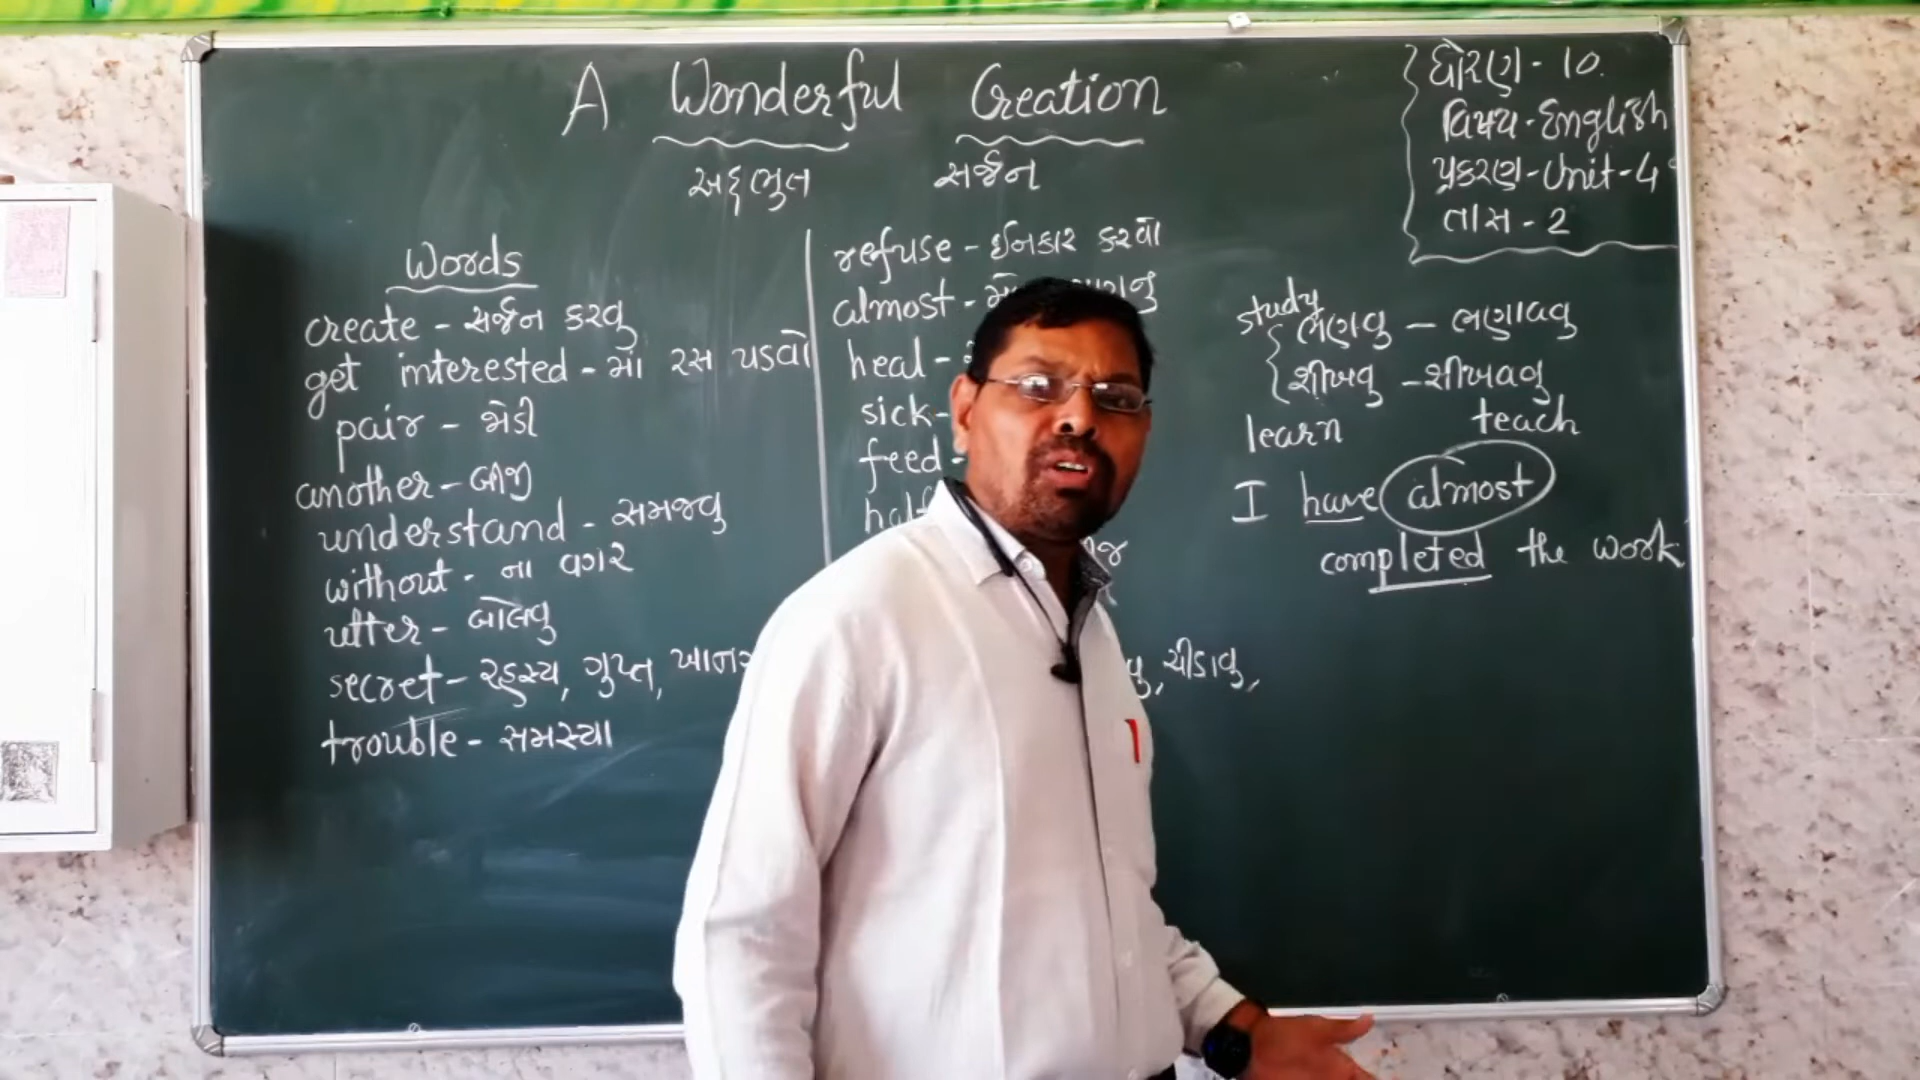 A Wonderful Creation
અદ્ભુત સર્જન
ધોરણ - 10.
વિષય - English
પ્રકરણ - Unit - 4
તાસ - 2
Words
create - સર્જન કરવુ
get interested - માં રસ પડવો
pair - જોડી
another - બીજી
understand - સમજવુ
without - ના વગર
utter - બોલવુ
secret - રહસ્ય, ગુપ્ત,
trouble - સમસ્યા
refuse - ઈનકાર કરવો
almost -
heal -
sick -
feed -
half
ચીડાવુ,
study
ભણવુ - ભણાવવુ
શીખવુ - શીખવવુ
learn teach
I have almost
completed the work